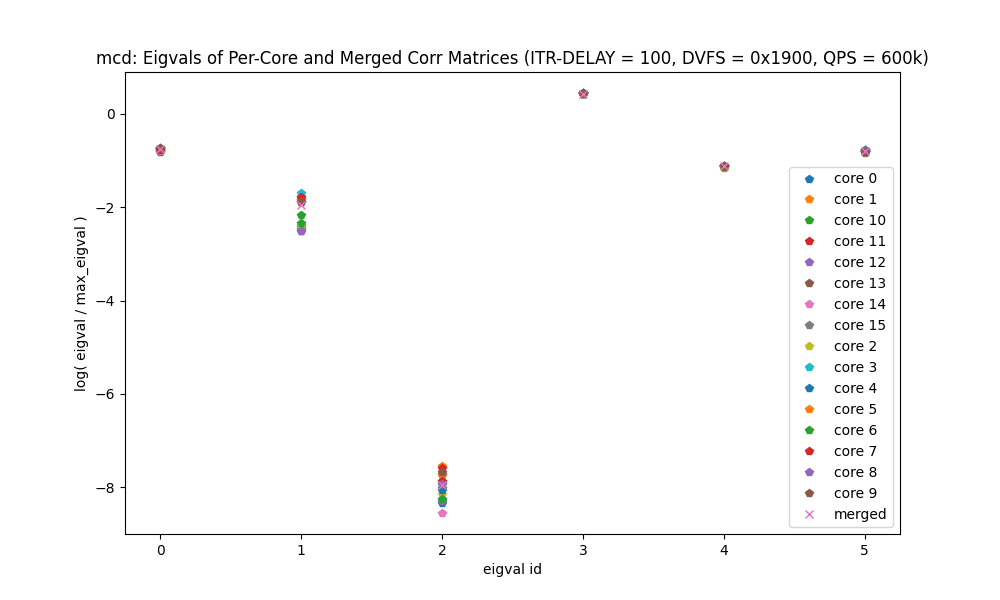 mcd: Eigvals of Per-Core and Merged Corr Matrices (ITR-DELAY = 100, DVFS = 0x1900, QPS = 600k)
log( eigval / max_eigval )
0
−2
−4
−6
−8
core 0
core 1
core 10
core 11
core 12
core 13
core 14
core 15
core 2
core 3
core 4
core 5
core 6
core 7
core 8
core 9
merged
0 1 2 3 4 5
eigval id